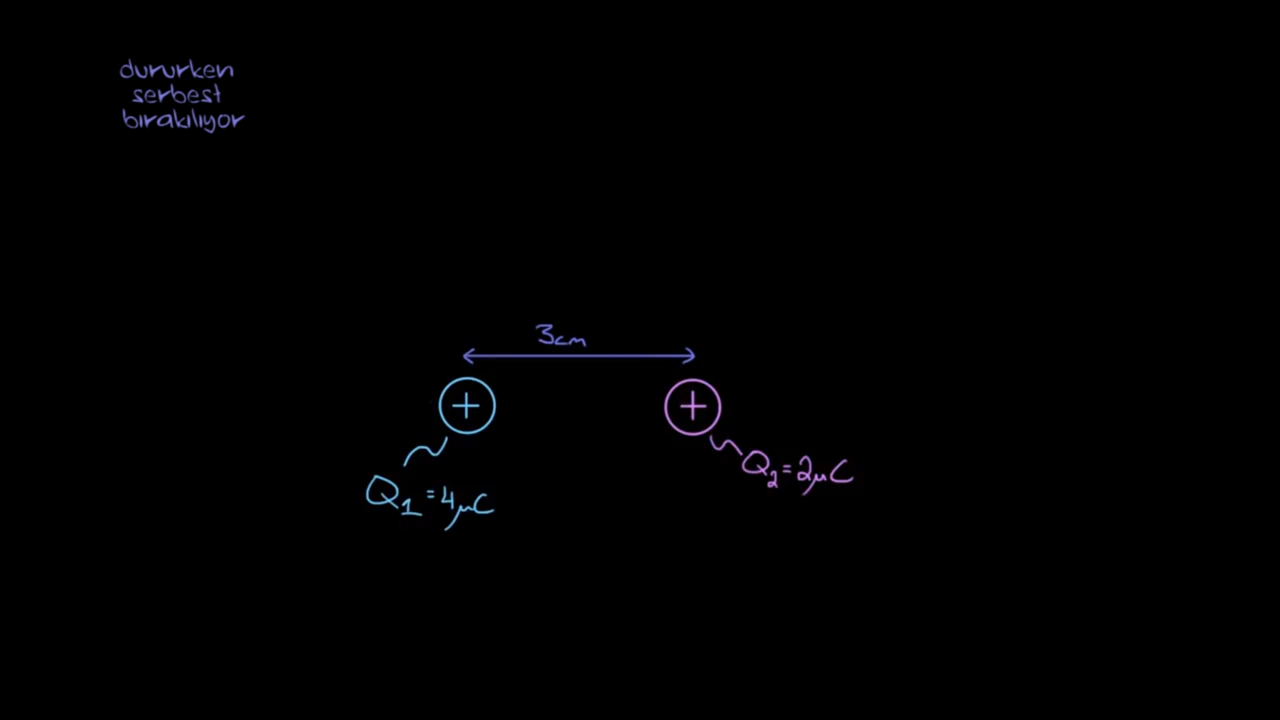 dururken
serbest
bırakılıyor
3cm
+ +
Q₁ = 4μC
Q₂ = 2μC